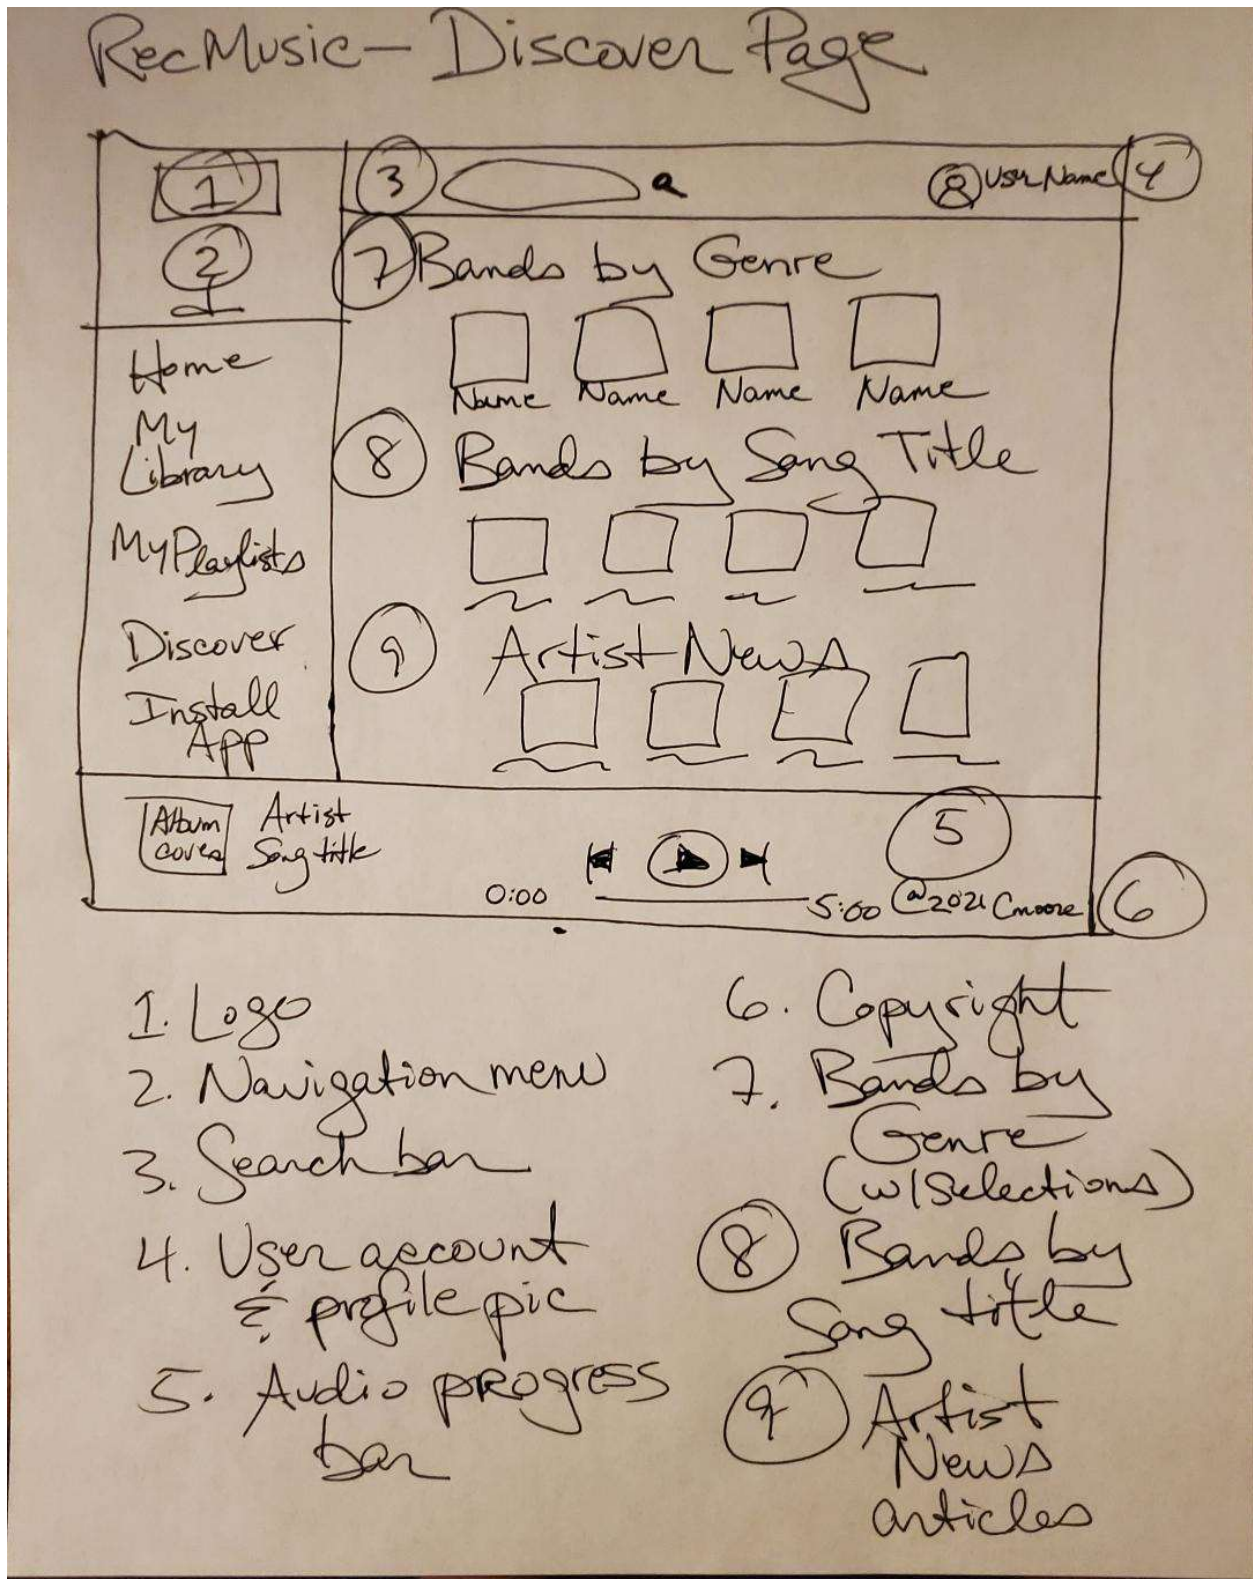 RecMusic - Discover Page
1
3
User Name
4
2
7
Bands by Genre
Home
Name
Name
Name
Name
My
Library
8
Bands by Song Title
My Playlists
Discover
9
Artist News
Install
App
Album
cover
Artist
Song title
5
0:00
5:00
@2021 Cmoore
6
1. Logo
2. Navigation menu
3. Search bar
4. User account
& profile pic
5. Audio progress
bar
6. Copyright
7. Bands by
Genre
(w/selections)
8 Bands by
Song title
9 Artist
News
articles